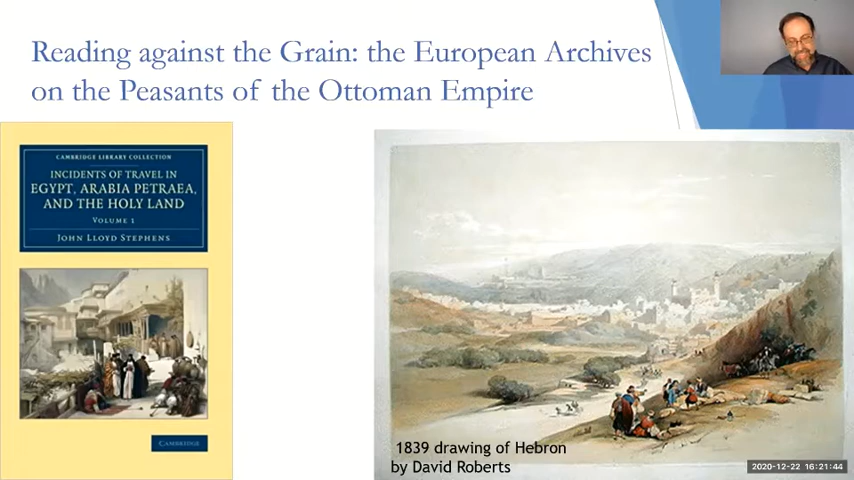 Reading against the Grain: the European Archives
on the Peasants of the Ottoman Empire
CAMBRIDGE LIBRARY COLLECTION
INCIDENTS OF TRAVEL IN
EGYPT, ARABIA PETRAEA,
AND THE HOLY LAND
VOLUME 1
JOHN LLOYD STEPHENS
CAMBRIDGE
1839 drawing of Hebron
by David Roberts
2020-12-22 16:21:44